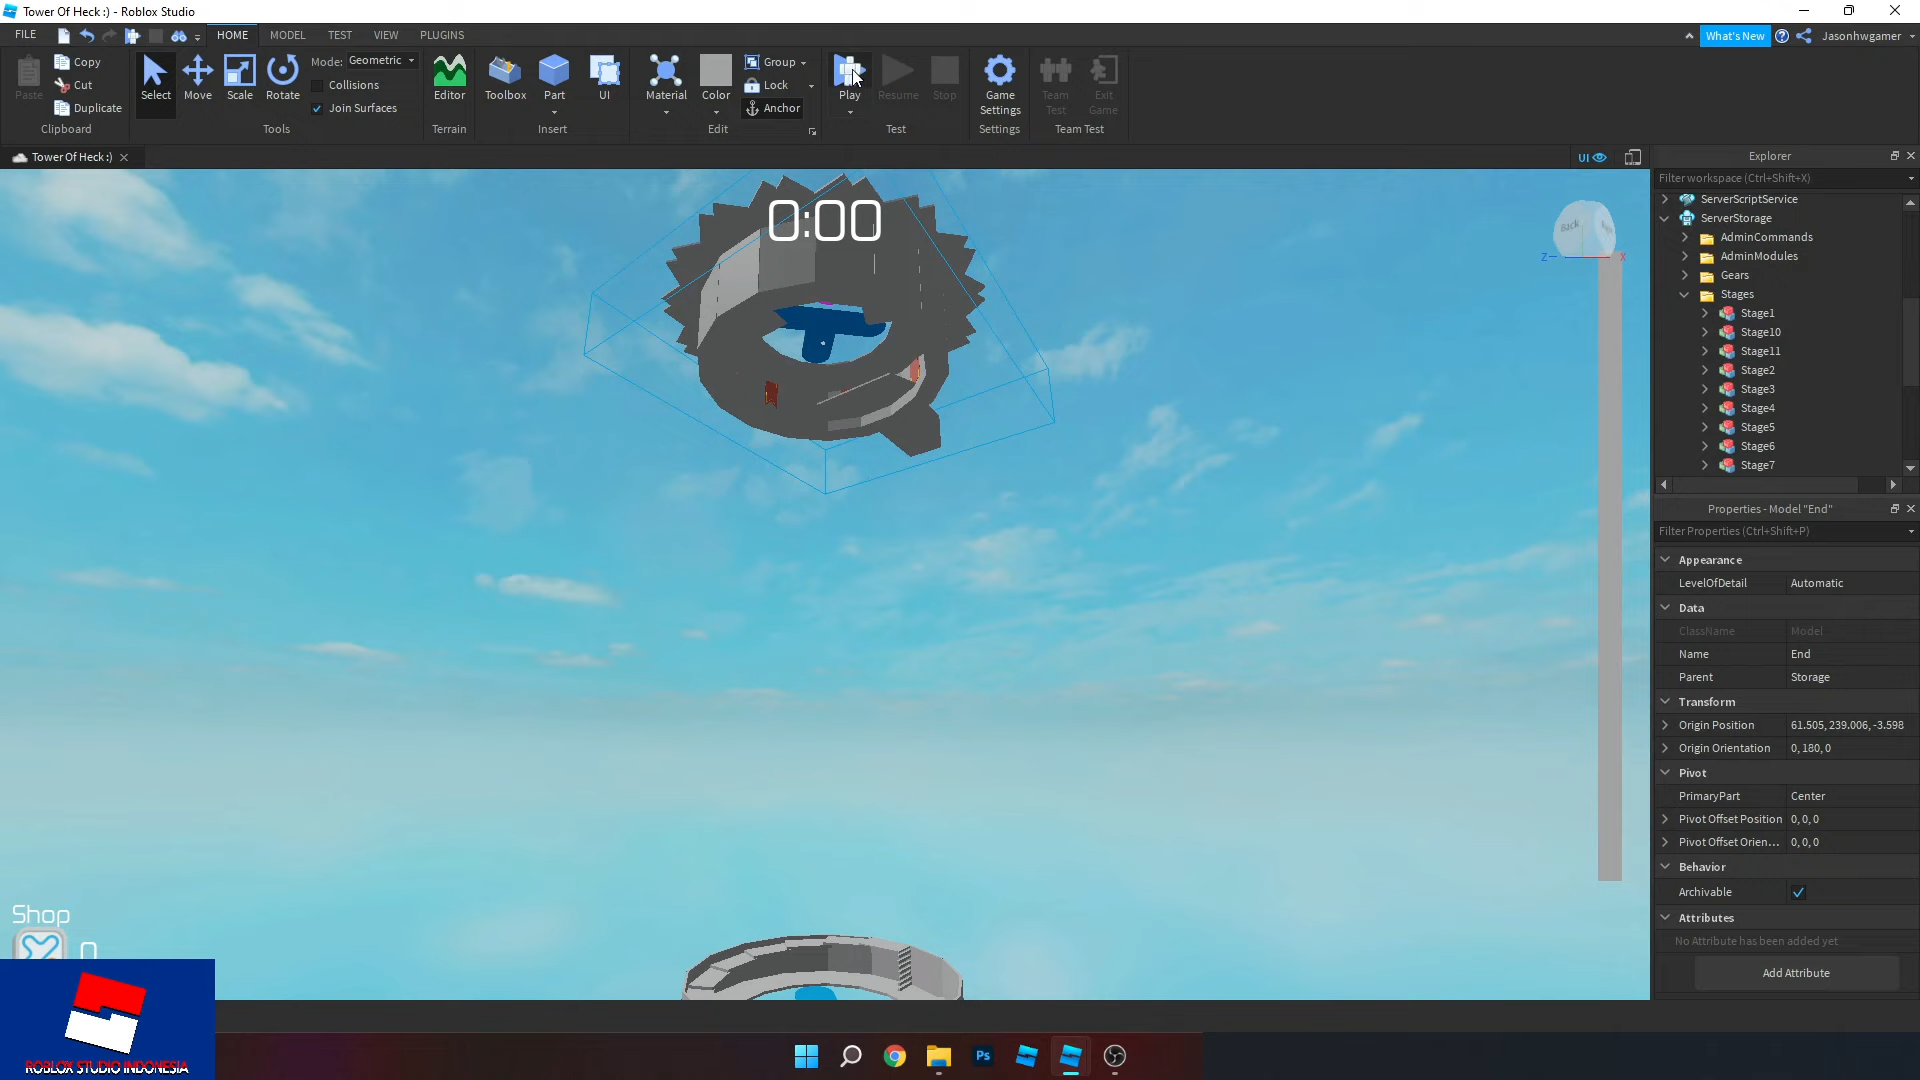 Tower Of Heck :) - Roblox Studio
FILE
HOME
MODEL
TEST
VIEW
PLUGINS
What's New
Jasonhwgamer
Paste
Copy
Cut
Duplicate
Clipboard
Select
Move
Scale
Rotate
Mode: Geometric
Collisions
Join Surfaces
Tools
Editor
Terrain
Toolbox
Part
UI
Insert
Material
Color
Group
Lock
Anchor
Edit
Play
Resume
Stop
Test
Game Settings
Settings
Team Test
Exit Game
Team Test
Tower Of Heck :)
UI
0:00
Back
Z
X
Shop
0
ROBLOX STUDIO INDONESIA
Ps
Explorer
Filter workspace (Ctrl+Shift+X)
ServerScriptService
ServerStorage
AdminCommands
AdminModules
Gears
Stages
Stage1
Stage10
Stage11
Stage2
Stage3
Stage4
Stage5
Stage6
Stage7
Properties - Model "End"
Filter Properties (Ctrl+Shift+P)
Appearance
LevelOfDetail Automatic
Data
ClassName Model
Name End
Parent Storage
Transform
Origin Position 61.505, 239.006, -3.598
Origin Orientation 0, 180, 0
Pivot
PrimaryPart Center
Pivot Offset Position 0, 0, 0
Pivot Offset Orien... 0, 0, 0
Behavior
Archivable
Attributes
No Attribute has been added yet
Add Attribute